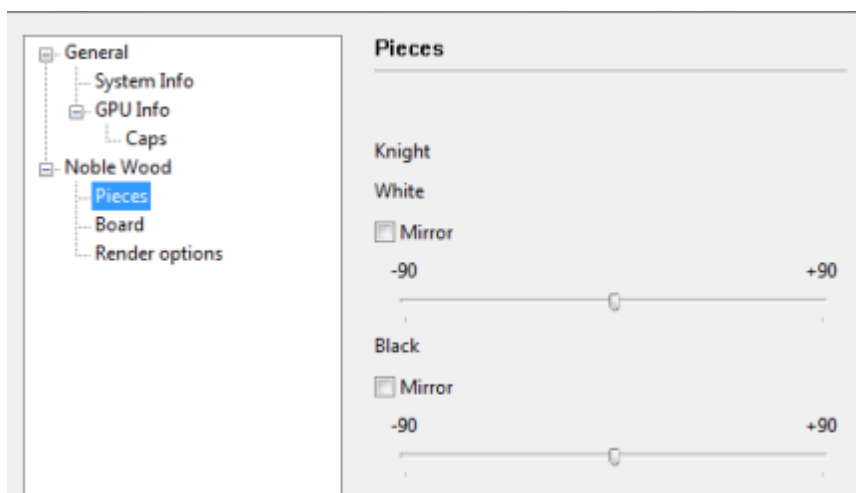 General
System Info
GPU Info
Caps
Noble Wood
Pieces
Board
Render options
Pieces
Knight
White
Mirror
-90 +90
Black
Mirror
-90 +90